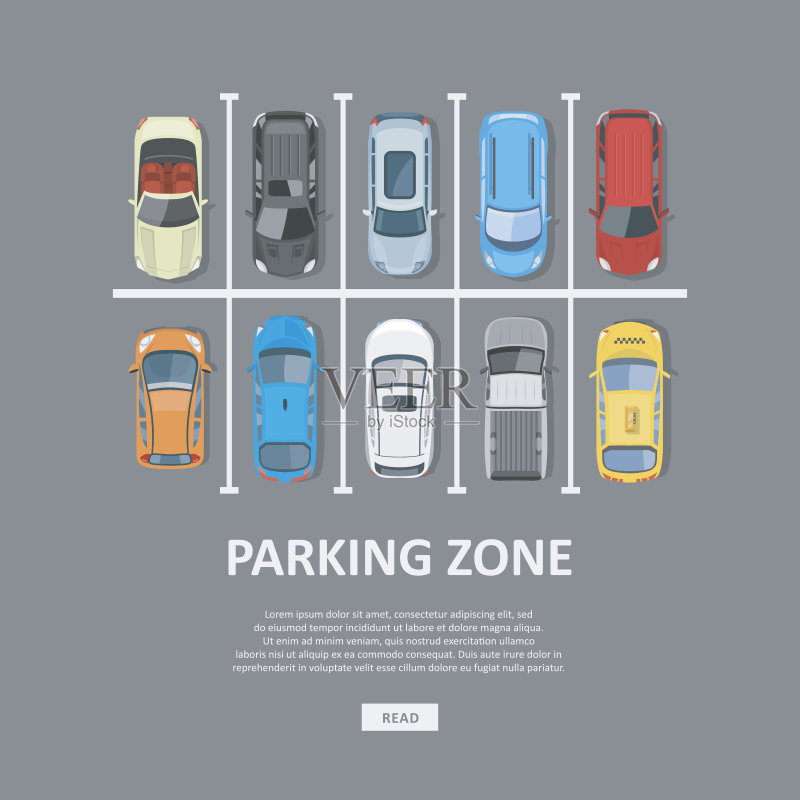 VEER
by iStock
PARKING ZONE
Lorem ipsum dolor sit amet, consectetur adipiscing elit, sed
do eiusmod tempor incididunt ut labore et dolore magna aliqua.
Ut enim ad minim veniam, quis nostrud exercitation ullamco
laboris nisi ut aliquip ex ea commodo consequat. Duis aute irure dolor in
reprehenderit in voluptate velit esse cillum dolore eu fugiat nulla pariatur.
READ